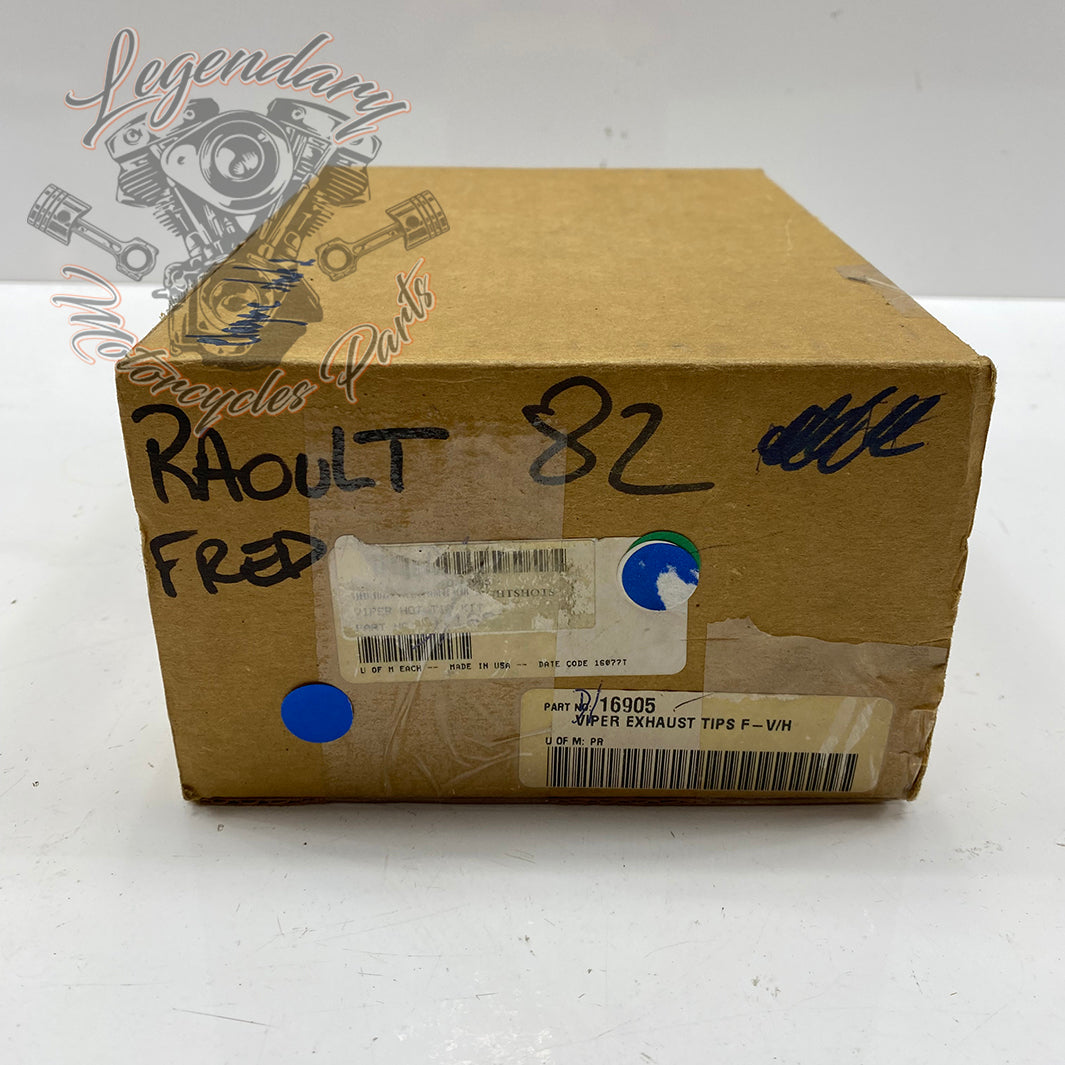 Legendary
Motorcycles Parts
RAOULT 82
FRED
VIPER HOT TIP KIT
U OF M EACH -- MADE IN USA -- DATE CODE 16077T
PART NO: D/16905
VIPER EXHAUST TIPS F-V/H
U OF M: PR